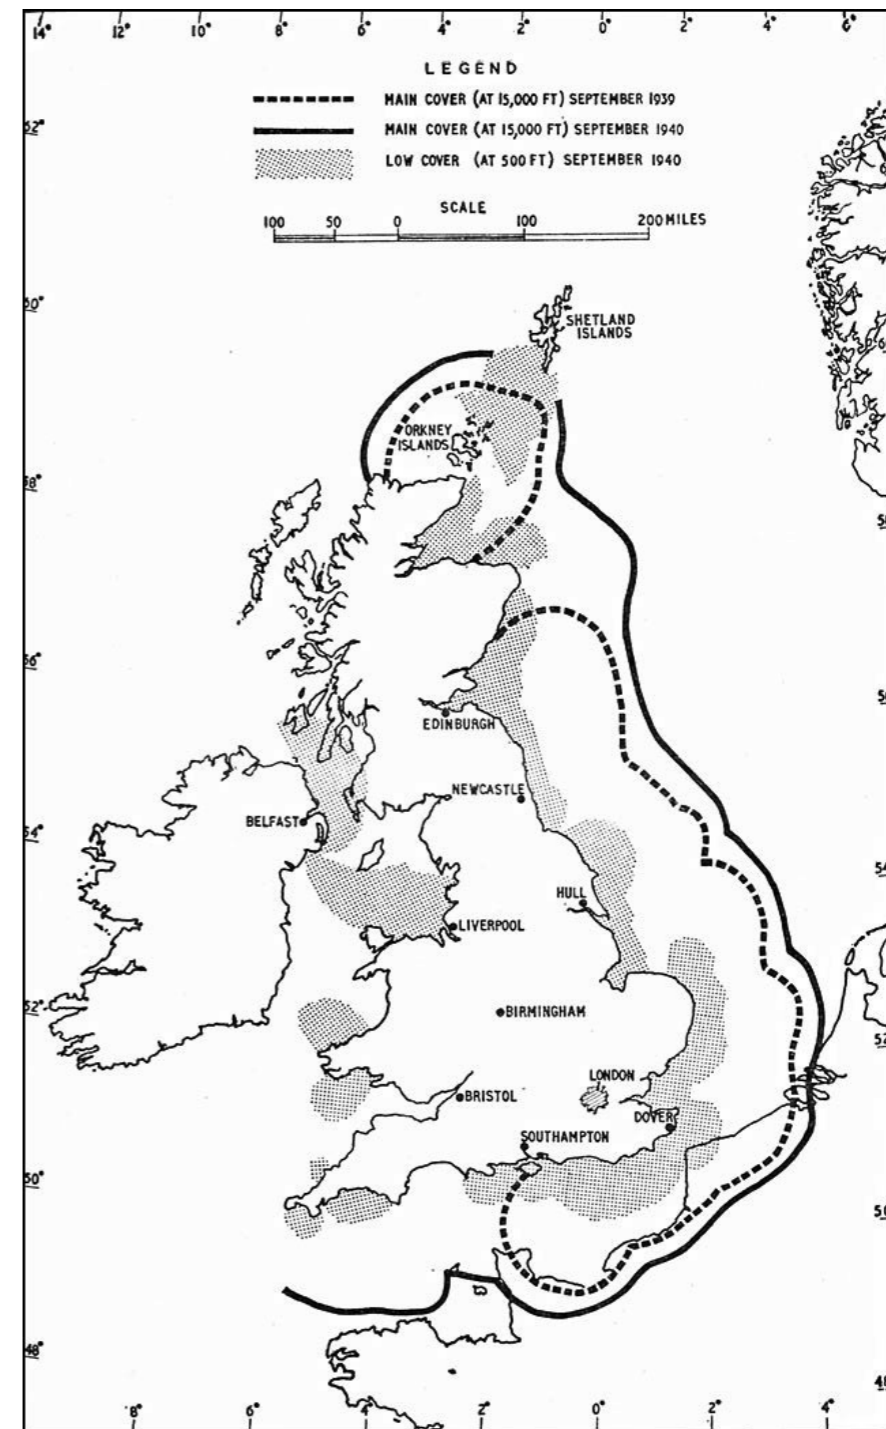 14° 12° 10° 8° 6° 4° 2° 0° 2° 4° 6°
LEGEND
MAIN COVER (AT 15,000 FT) SEPTEMBER 1939
MAIN COVER (AT 15,000 FT) SEPTEMBER 1940
LOW COVER (AT 500 FT) SEPTEMBER 1940
SCALE
100 50 0 100 200 MILES
SHETLAND
ISLANDS
ORKNEY
ISLANDS
58°
56°
EDINBURGH
NEWCASTLE
BELFAST
54°
HULL
LIVERPOOL
52°
BIRMINGHAM
LONDON
BRISTOL
DOVER
SOUTHAMPTON
50°
48°
8° 6° 4° 2° 0° 2° 4°